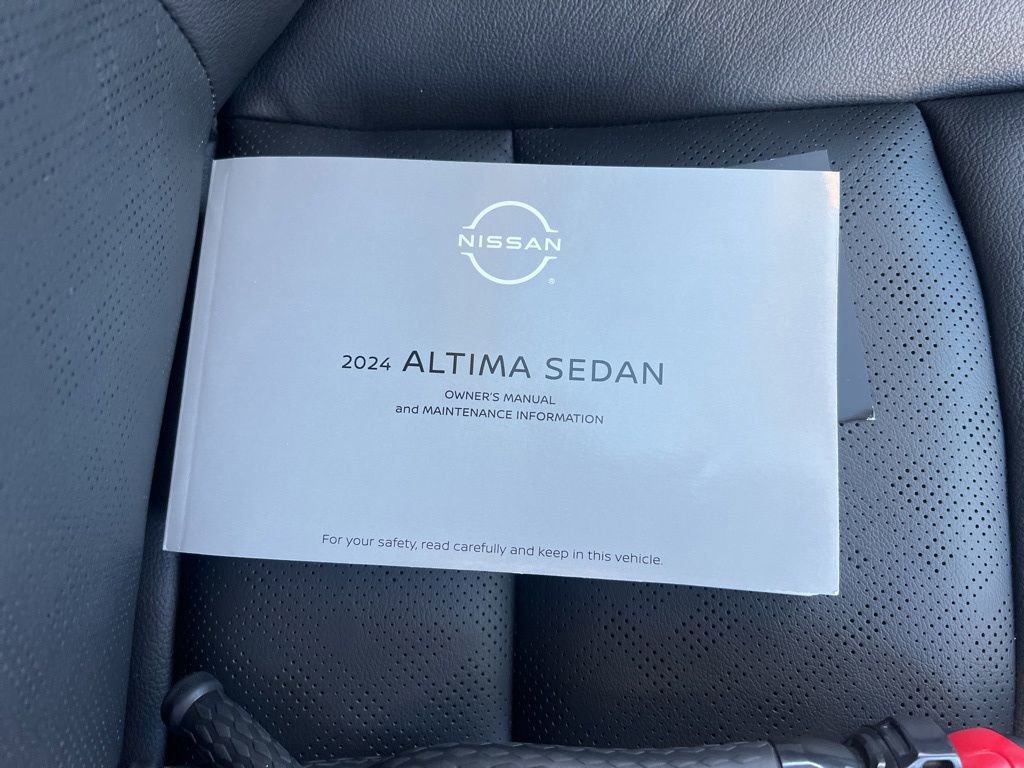 NISSAN
®
2024 ALTIMA SEDAN
OWNER'S MANUAL
and MAINTENANCE INFORMATION
For your safety, read carefully and keep in this vehicle.